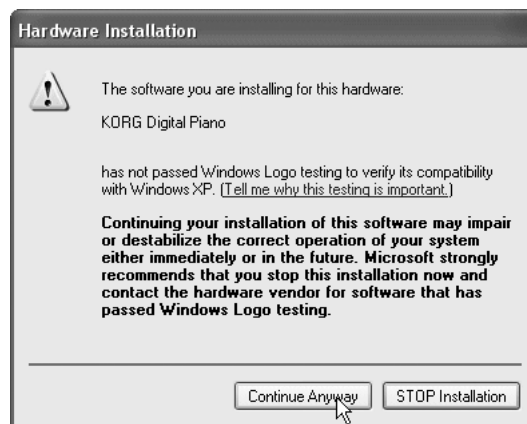 Hardware Installation
The software you are installing for this hardware:
KORG Digital Piano
has not passed Windows Logo testing to verify its compatibility
with Windows XP. (Tell me why this testing is important.)
Continuing your installation of this software may impair
or destabilize the correct operation of your system
either immediately or in the future. Microsoft strongly
recommends that you stop this installation now and
contact the hardware vendor for software that has
passed Windows Logo testing.
Continue Anyway STOP Installation